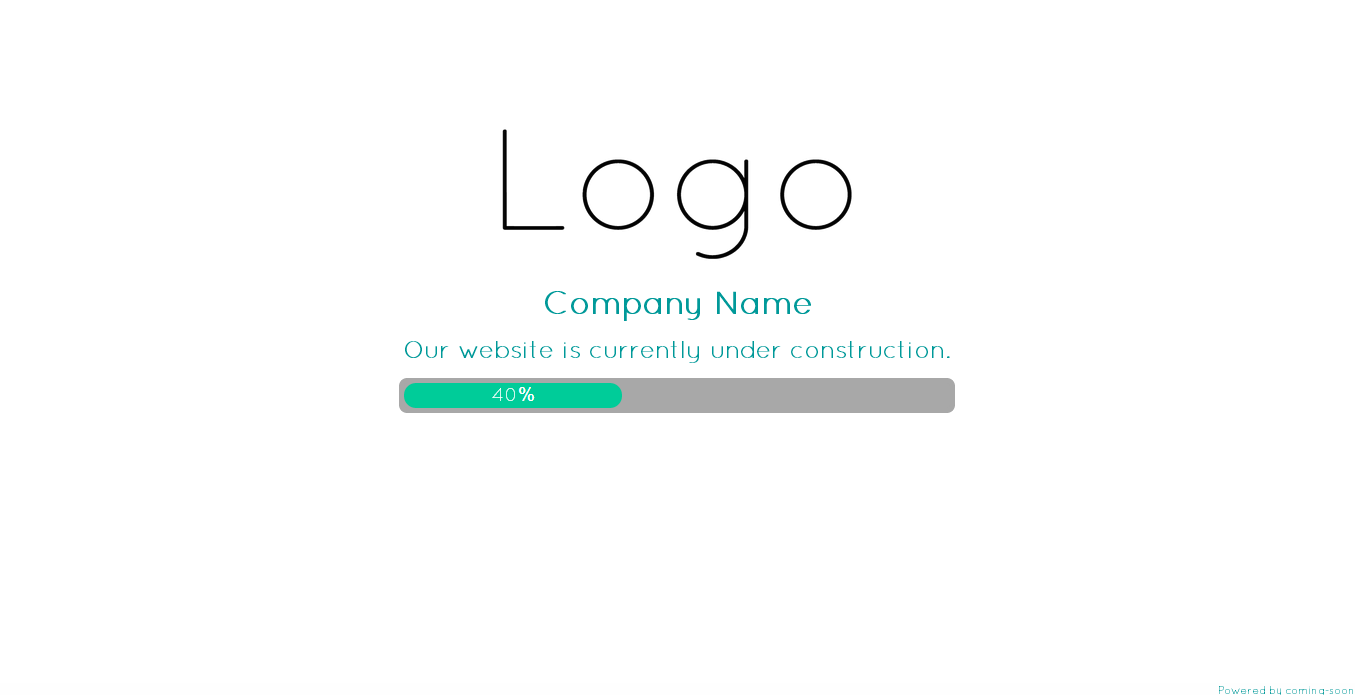 Logo
Company Name
Our website is currently under construction.
40%
Powered by coming-soon